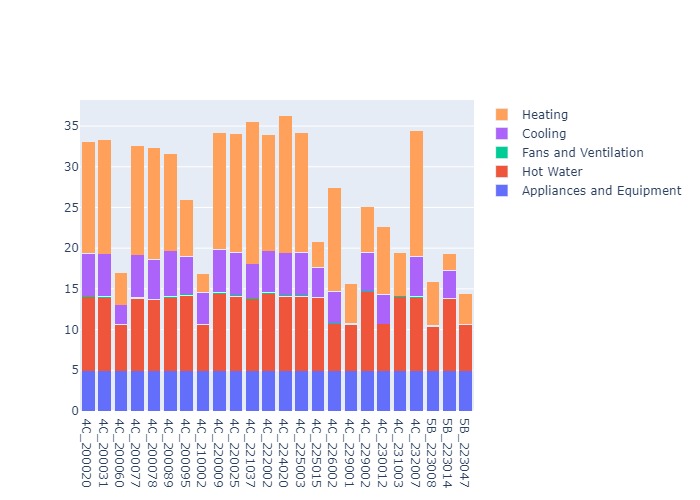 Heating
Cooling
Fans and Ventilation
Hot Water
Appliances and Equipment
35
30
25
20
15
10
5
0
4C_200020
4C_200031
4C_200060
4C_200077
4C_200078
4C_200089
4C_200095
4C_210002
4C_220009
4C_220025
4C_221037
4C_222002
4C_224020
4C_225003
4C_225015
4C_226002
4C_229001
4C_229002
4C_230012
4C_231003
4C_232007
5B_223008
5B_223014
5B_223047